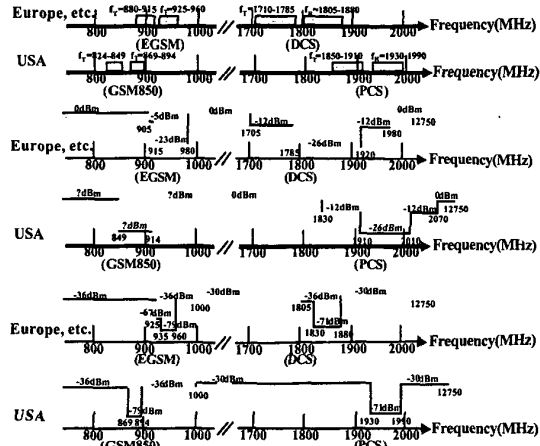 Europe, etc. fT=880-915 fT=925-960 fT=1710-1785 fR=1805-1880 Frequency(MHz)
800 900 1000 1700 1800 1900 2000
(EGSM) (DCS)
USA fT=824-849 fT=869-894 fT=1850-1910 fR=1930-1990 Frequency(MHz)
800 900 1000 1700 1800 1900 2000
(GSM850) (PCS)
0dBm -5dBm 0dBm -12dBm -12dBm 0dBm
905 1705 1980 12750
Europe, etc. -23dBm -26dBm Frequency(MHz)
915 980 1785 1920
800 900 1000 1700 1800 1900 2000
(EGSM) (DCS)
?dBm ?dBm 0dBm -12dBm -12dBm 0dBm
1830 2070 12750
USA ?dBm -26dBm Frequency(MHz)
849 914 1910 2010
800 900 1000 1700 1800 1900 2000
(GSM850) (PCS)
-36dBm -36dBm -30dBm -36dBm -30dBm
-67dBm 1000 1805 12750
Europe, etc. 925 -79dBm -71dBm Frequency(MHz)
935 960 1830 1880
800 900 1000 1700 1800 1900 2000
(EGSM) (DCS)
-36dBm -36dBm -30dBm -30dBm
1000 12750
USA -79dBm -71dBm Frequency(MHz)
869 894 1930 1990
800 900 1000 1700 1800 1900 2000
(GSM850) (PCS)